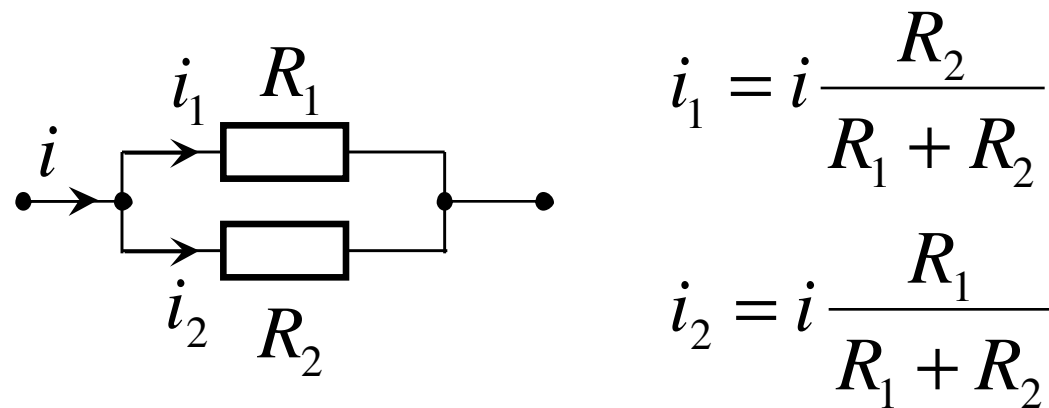 i₁ R₁
i
i₂ R₂
i₁ = i R₂ / (R₁ + R₂)
i₂ = i R₁ / (R₁ + R₂)